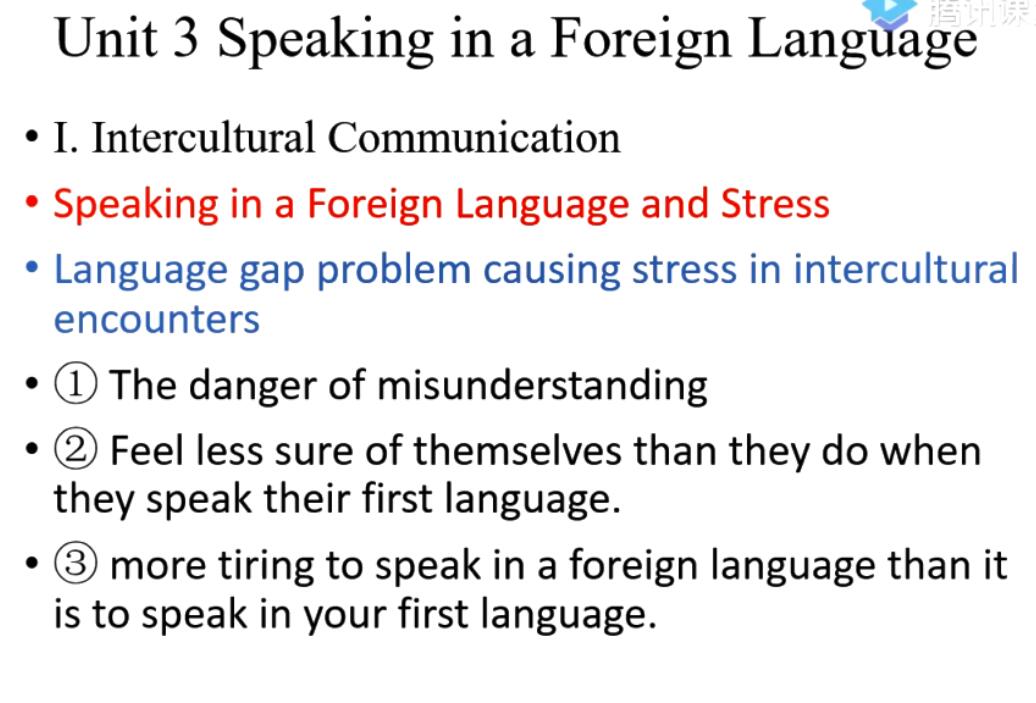 腾讯课
Unit 3 Speaking in a Foreign Language
• I. Intercultural Communication
• Speaking in a Foreign Language and Stress
• Language gap problem causing stress in intercultural
encounters
• ① The danger of misunderstanding
• ② Feel less sure of themselves than they do when
they speak their first language.
• ③ more tiring to speak in a foreign language than it
is to speak in your first language.